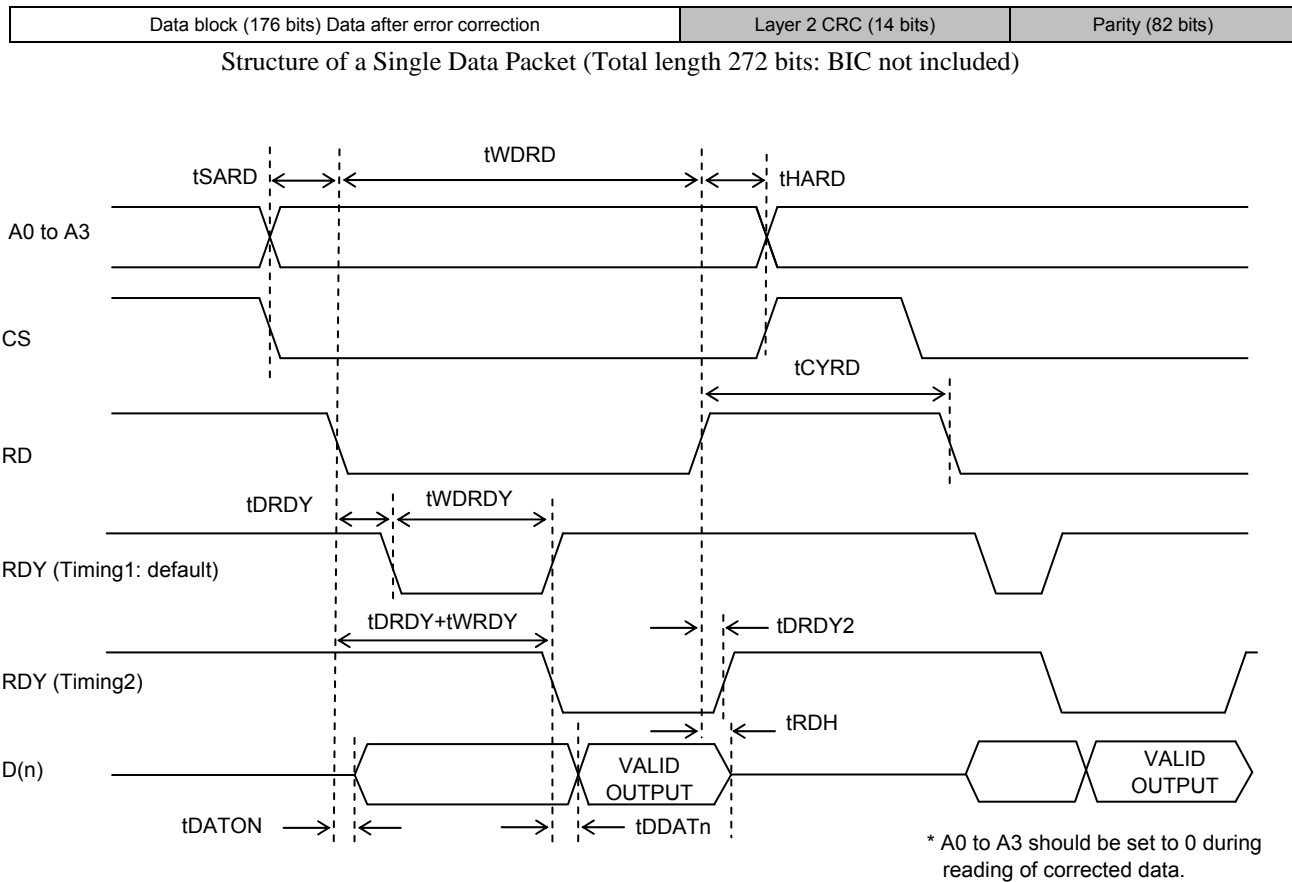 Data block (176 bits) Data after error correction Layer 2 CRC (14 bits) Parity (82 bits)
Structure of a Single Data Packet (Total length 272 bits: BIC not included)
tWDRD
tSARD tHARD
A0 to A3
CS
tCYRD
RD
tDRDY tWDRDY
RDY (Timing1: default)
tDRDY+tWRDY tDRDY2
RDY (Timing2)
tRDH
D(n) VALID OUTPUT VALID OUTPUT
tDATON tDDATn
* A0 to A3 should be set to 0 during
reading of corrected data.